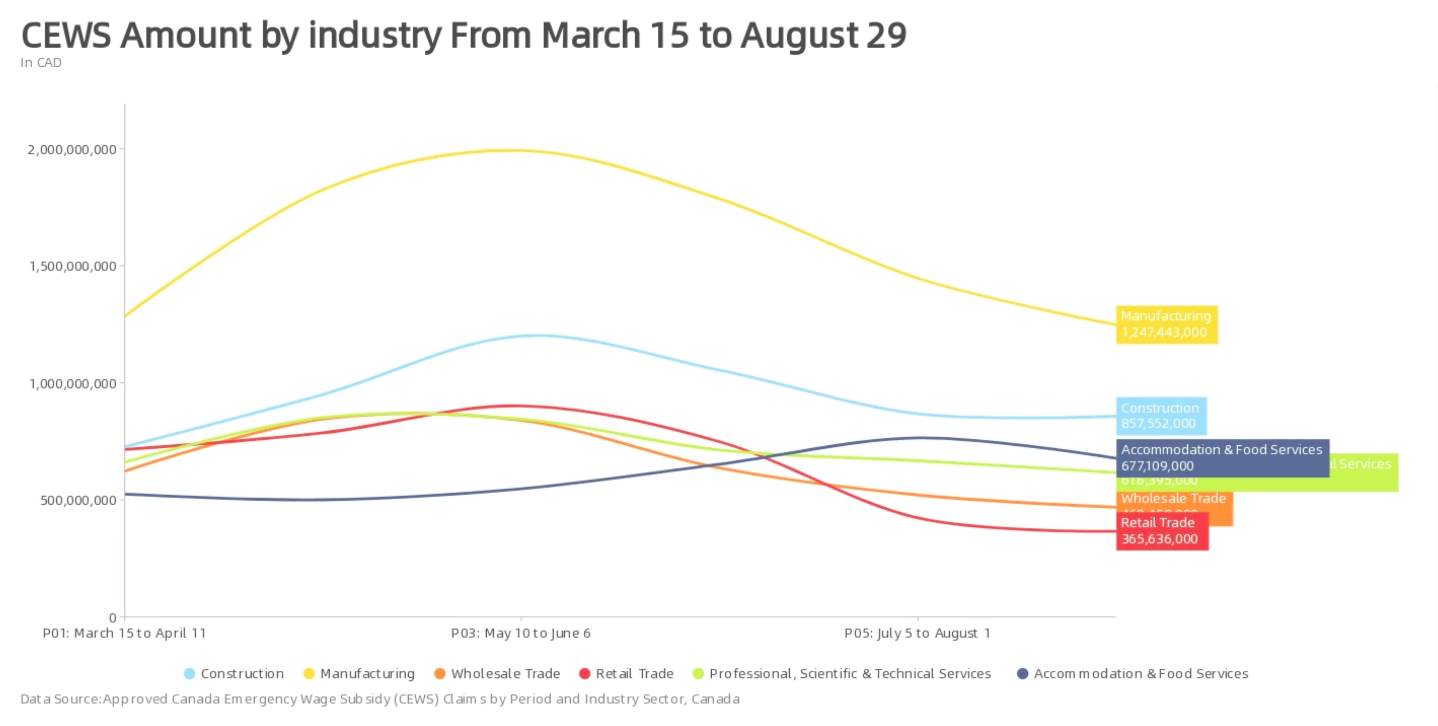 CEWS Amount by industry From March 15 to August 29
In CAD
2,000,000,000
1,500,000,000
1,000,000,000
500,000,000
0
Manufacturing
1,247,443,000
Construction
857,552,000
Accommodation & Food Services
677,109,000
al Services
616,395,000
Wholesale Trade
Retail Trade
365,636,000
P01: March 15 to April 11
P03: May 10 to June 6
P05: July 5 to August 1
Construction
Manufacturing
Wholesale Trade
Retail Trade
Professional, Scientific & Technical Services
Accommodation & Food Services
Data Source:Approved Canada Emergency Wage Subsidy (CEWS) Claims by Period and Industry Sector, Canada